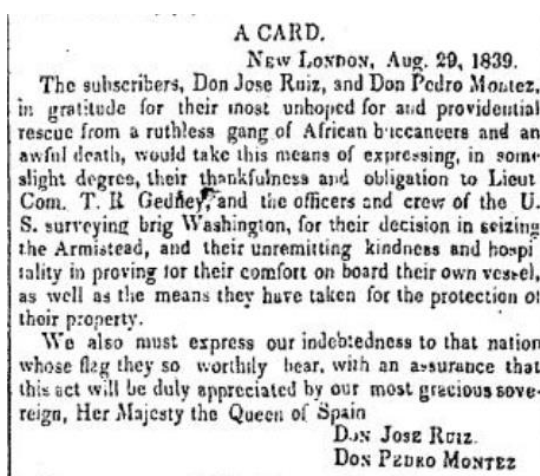 A CARD.
NEW LONDON, Aug. 29, 1839.
The subscribers, Don Jose Ruiz, and Don Pedro Montez,
in gratitude for their most unhoped for and providential
rescue from a ruthless gang of African buccaneers and an
awful death, would take this means of expressing, in some
slight degree, their thankfulness and obligation to Lieut
Com. T. R Gedney, and the officers and crew of the U.
S. surveying brig Washington, for their decision in seizing
the Armistead, and their unremitting kindness and hospi
tality in proving for their comfort on board their own vessel,
as well as the means they have taken for the protection of
their property.
We also must express our indebtedness to that nation
whose flag they so worthily bear, with an assurance that
this act will be duly appreciated by our most gracious sove-
reign, Her Majesty the Queen of Spain
DON JOSE RUIZ.
DON PEDRO MONTEZ